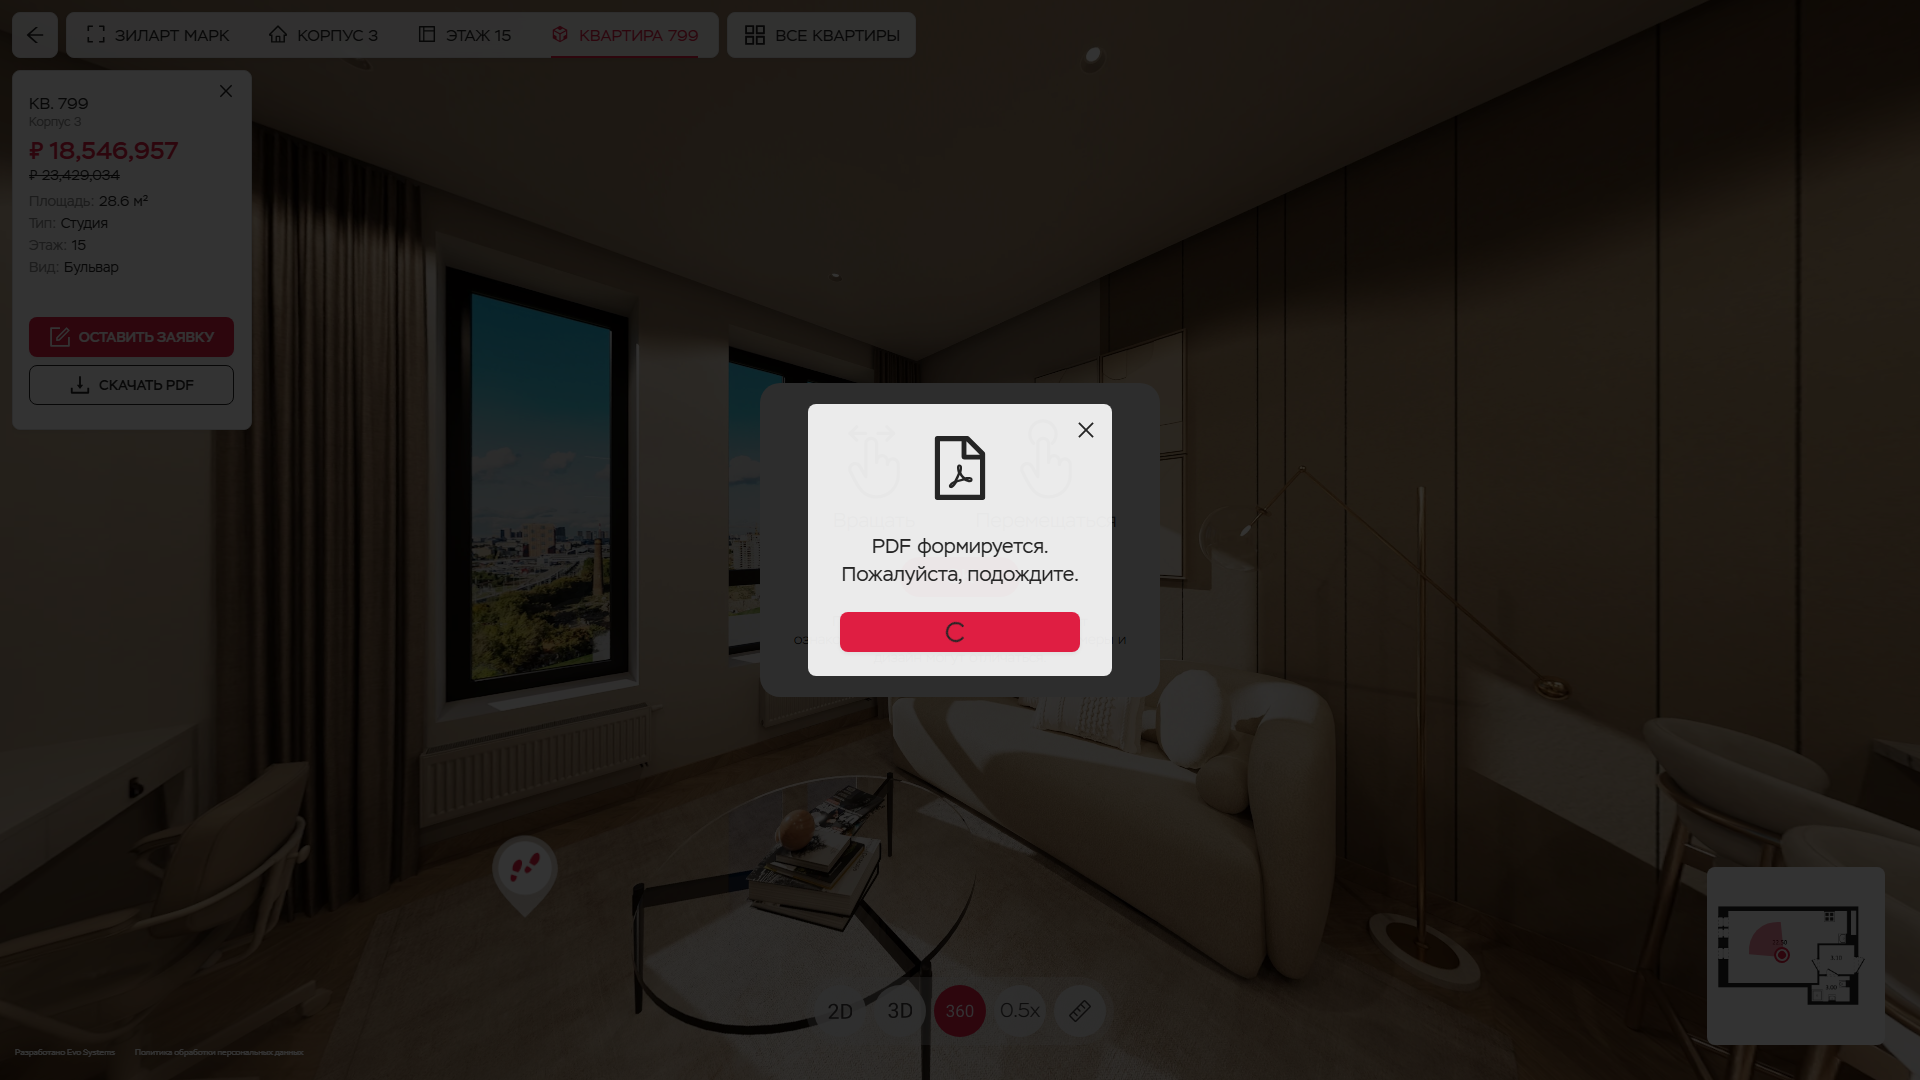 ЗИЛАРТ МАРК
КОРПУС 3
ЭТАЖ 15
КВАРТИРА 799
ВСЕ КВАРТИРЫ
КВ. 799
Корпус 3
₽ 18,546,957
₽ 23,429,034
Площадь: 28.6 м²
Тип: Студия
Этаж: 15
Вид: Бульвар
ОСТАВИТЬ ЗАЯВКУ
СКАЧАТЬ PDF
Вращать
Перемещаться
PDF формируется.
Пожалуйста, подождите.
2D
3D
360
0.5x
Разработано Evo Systems
Политика обработки персональных данных